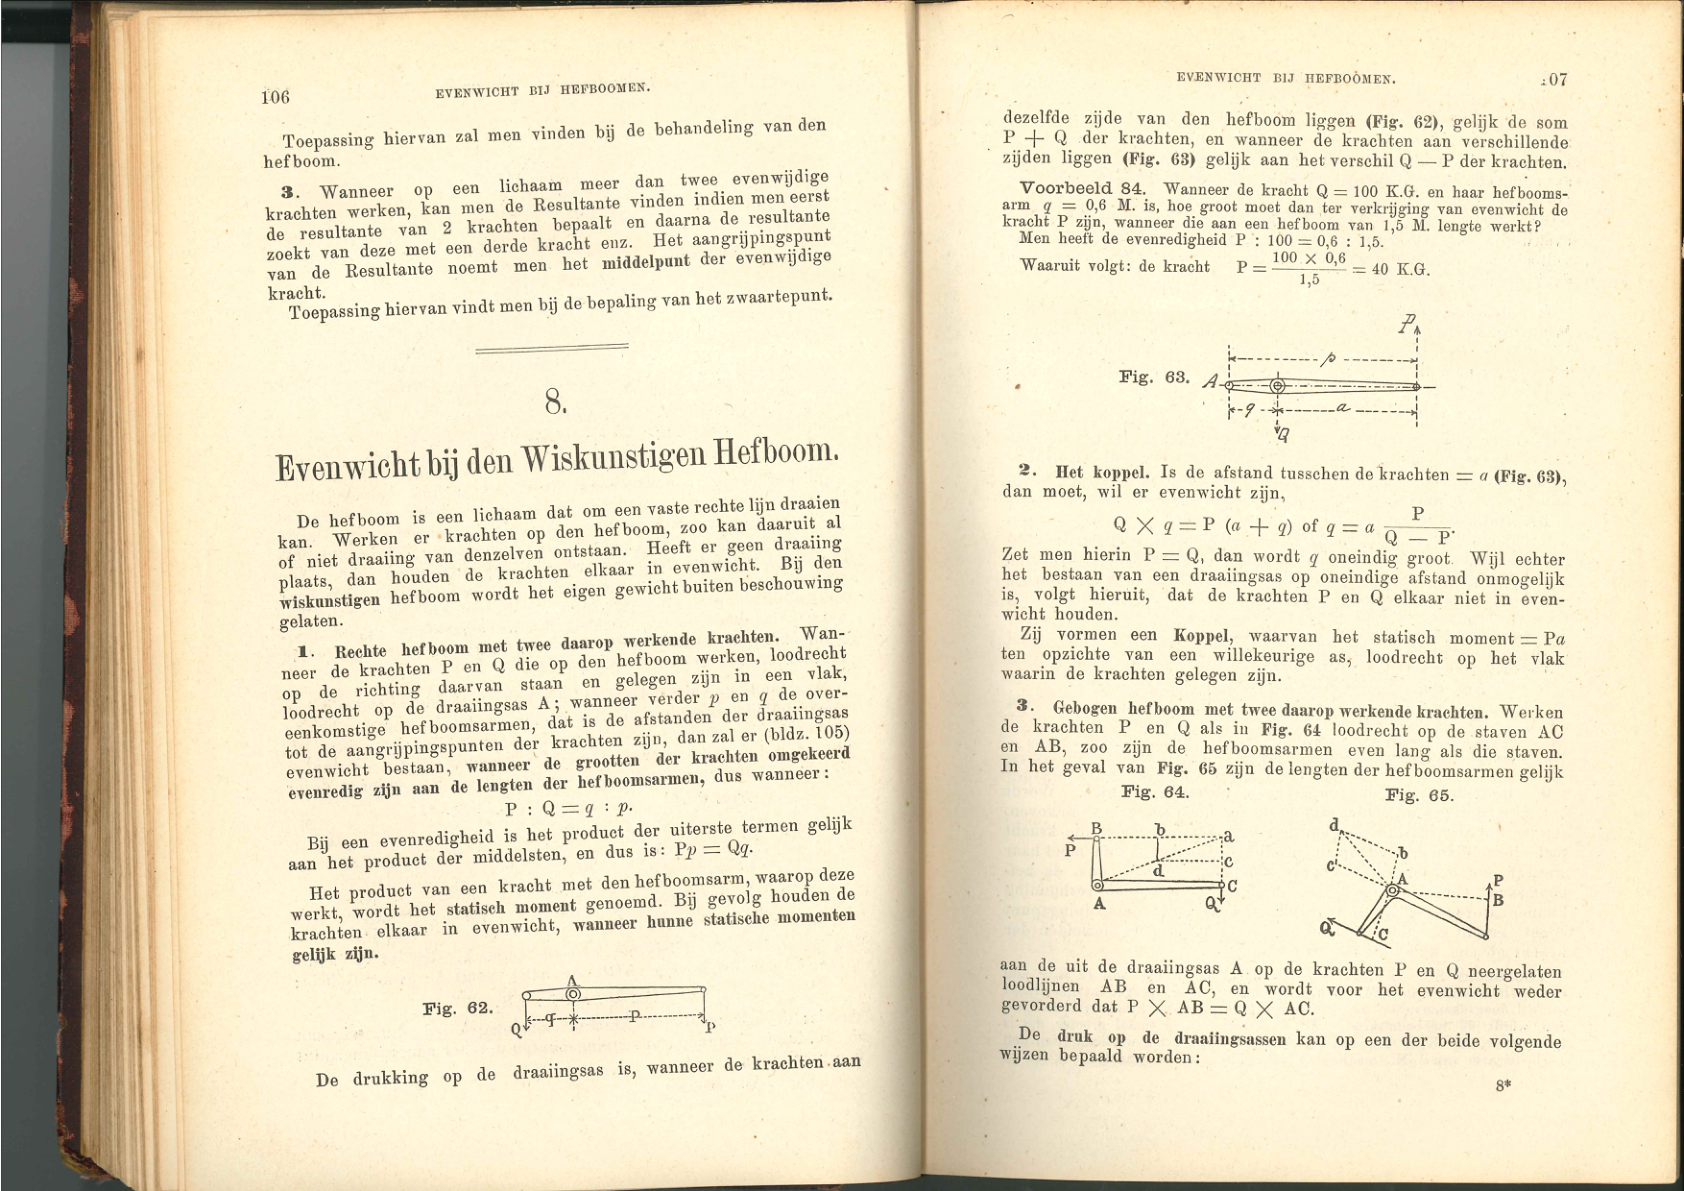 106
EVENWICHT BIJ HEFBOOMEN.
Toepassing hiervan zal men vinden bij de behandeling van den
hefboom.
3. Wanneer op een lichaam meer dan twee evenwijdige
krachten werken, kan men de Resultante vinden indien men eerst
de resultante van 2 krachten bepaalt en daarna de resultante
zoekt van deze met een derde kracht enz. Het aangrijpingspunt
van de Resultante noemt men het middelpunt der evenwijdige
kracht.
Toepassing hiervan vindt men bij de bepaling van het zwaartepunt.
8.
Evenwicht bij den Wiskunstigen Hefboom.
De hefboom is een lichaam dat om een vaste rechte lijn draaien
kan. Werken er krachten op den hefboom, zoo kan daaruit al
of niet draaiing van denzelven ontstaan. Heeft er geen draaiing
plaats, dan houden de krachten elkaar in evenwicht. Bij den
wiskunstigen hefboom wordt het eigen gewicht buiten beschouwing
gelaten.
1. Rechte hefboom met twee daarop werkende krachten. Wan-
neer de krachten P en Q die op den hefboom werken, loodrecht
op de richting daarvan staan en gelegen zijn in een vlak,
loodrecht op de draaiingsas A; wanneer verder p en q de over-
eenkomstige hefboomsarmen, dat is de afstanden der draaiingsas
tot de aangrijpingspunten der krachten zijn, dan zal er (bldz. 105)
evenwicht bestaan, wanneer de grootten der krachten omgekeerd
evenredig zijn aan de lengten der hefboomsarmen, dus wanneer:
P : Q = q : p.
Bij een evenredigheid is het product der uiterste termen gelijk
aan het product der middelsten, en dus is: Pp = Qq.
Het product van een kracht met den hefboomsarm, waarop deze
werkt, wordt het statisch moment genoemd. Bij gevolg houden de
krachten elkaar in evenwicht, wanneer hunne statische momenten
gelijk zijn.
A
Fig. 62.
q P
Q P
De drukking op de draaiingsas is, wanneer de krachten aan
EVENWICHT BIJ HEFBOOMEN.
107
dezelfde zijde van den hefboom liggen (Fig. 62), gelijk de som
P + Q der krachten, en wanneer de krachten aan verschillende
zijden liggen (Fig. 63) gelijk aan het verschil Q — P der krachten.
Voorbeeld 84. Wanneer de kracht Q = 100 K.G. en haar hefbooms-
arm q = 0,6 M. is, hoe groot moet dan ter verkrijging van evenwicht de
kracht P zijn, wanneer die aan een hefboom van 1,5 M. lengte werkt?
Men heeft de evenredigheid P : 100 = 0,6 : 1,5.
Waaruit volgt: de kracht P = 100 × 0,6 / 1,5 = 40 K.G.
P
p
Fig. 63. A
q a
Q
2. Het koppel. Is de afstand tusschen de krachten = a (Fig. 63),
dan moet, wil er evenwicht zijn,
Q × q = P (a + q) of q = a P / Q — P.
Zet men hierin P = Q, dan wordt q oneindig groot. Wijl echter
het bestaan van een draaiingsas op oneindige afstand onmogelijk
is, volgt hieruit, dat de krachten P en Q elkaar niet in even-
wicht houden.
Zij vormen een Koppel, waarvan het statisch moment = Pa
ten opzichte van een willekeurige as, loodrecht op het vlak
waarin de krachten gelegen zijn.
3. Gebogen hefboom met twee daarop werkende krachten. Werken
de krachten P en Q als in Fig. 64 loodrecht op de staven AC
en AB, zoo zijn de hefboomsarmen even lang als die staven.
In het geval van Fig. 65 zijn de lengten der hefboomsarmen gelijk
Fig. 64.
B b a
P
d c
C
A Q
Fig. 65.
d
b
c
A P
B
Q C
aan de uit de draaiingsas A op de krachten P en Q neergelaten
loodlijnen AB en AC, en wordt voor het evenwicht weder
gevorderd dat P × AB = Q × AC.
De druk op de draaiingsassen kan op een der beide volgende
wijzen bepaald worden:
8*